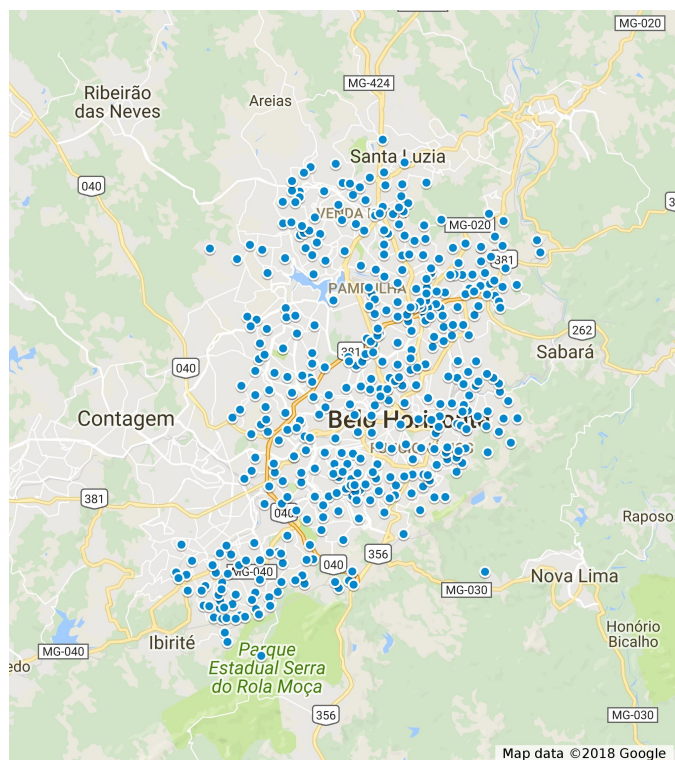 MG-020
MG-424
Ribeirão
das Neves
Areias
Santa Luzia
040
VENDA
MG-020
381
3
PAMPULHA
262
Sabará
381
040
Contagem
Belo Horizonte
381
040
Raposo
356
MG-040
040
MG-030
Nova Lima
Ibirité
MG-040
edo
Honório
Bicalho
Parque
Estadual Serra
do Rola Moça
356
MG-030
Map data ©2018 Google